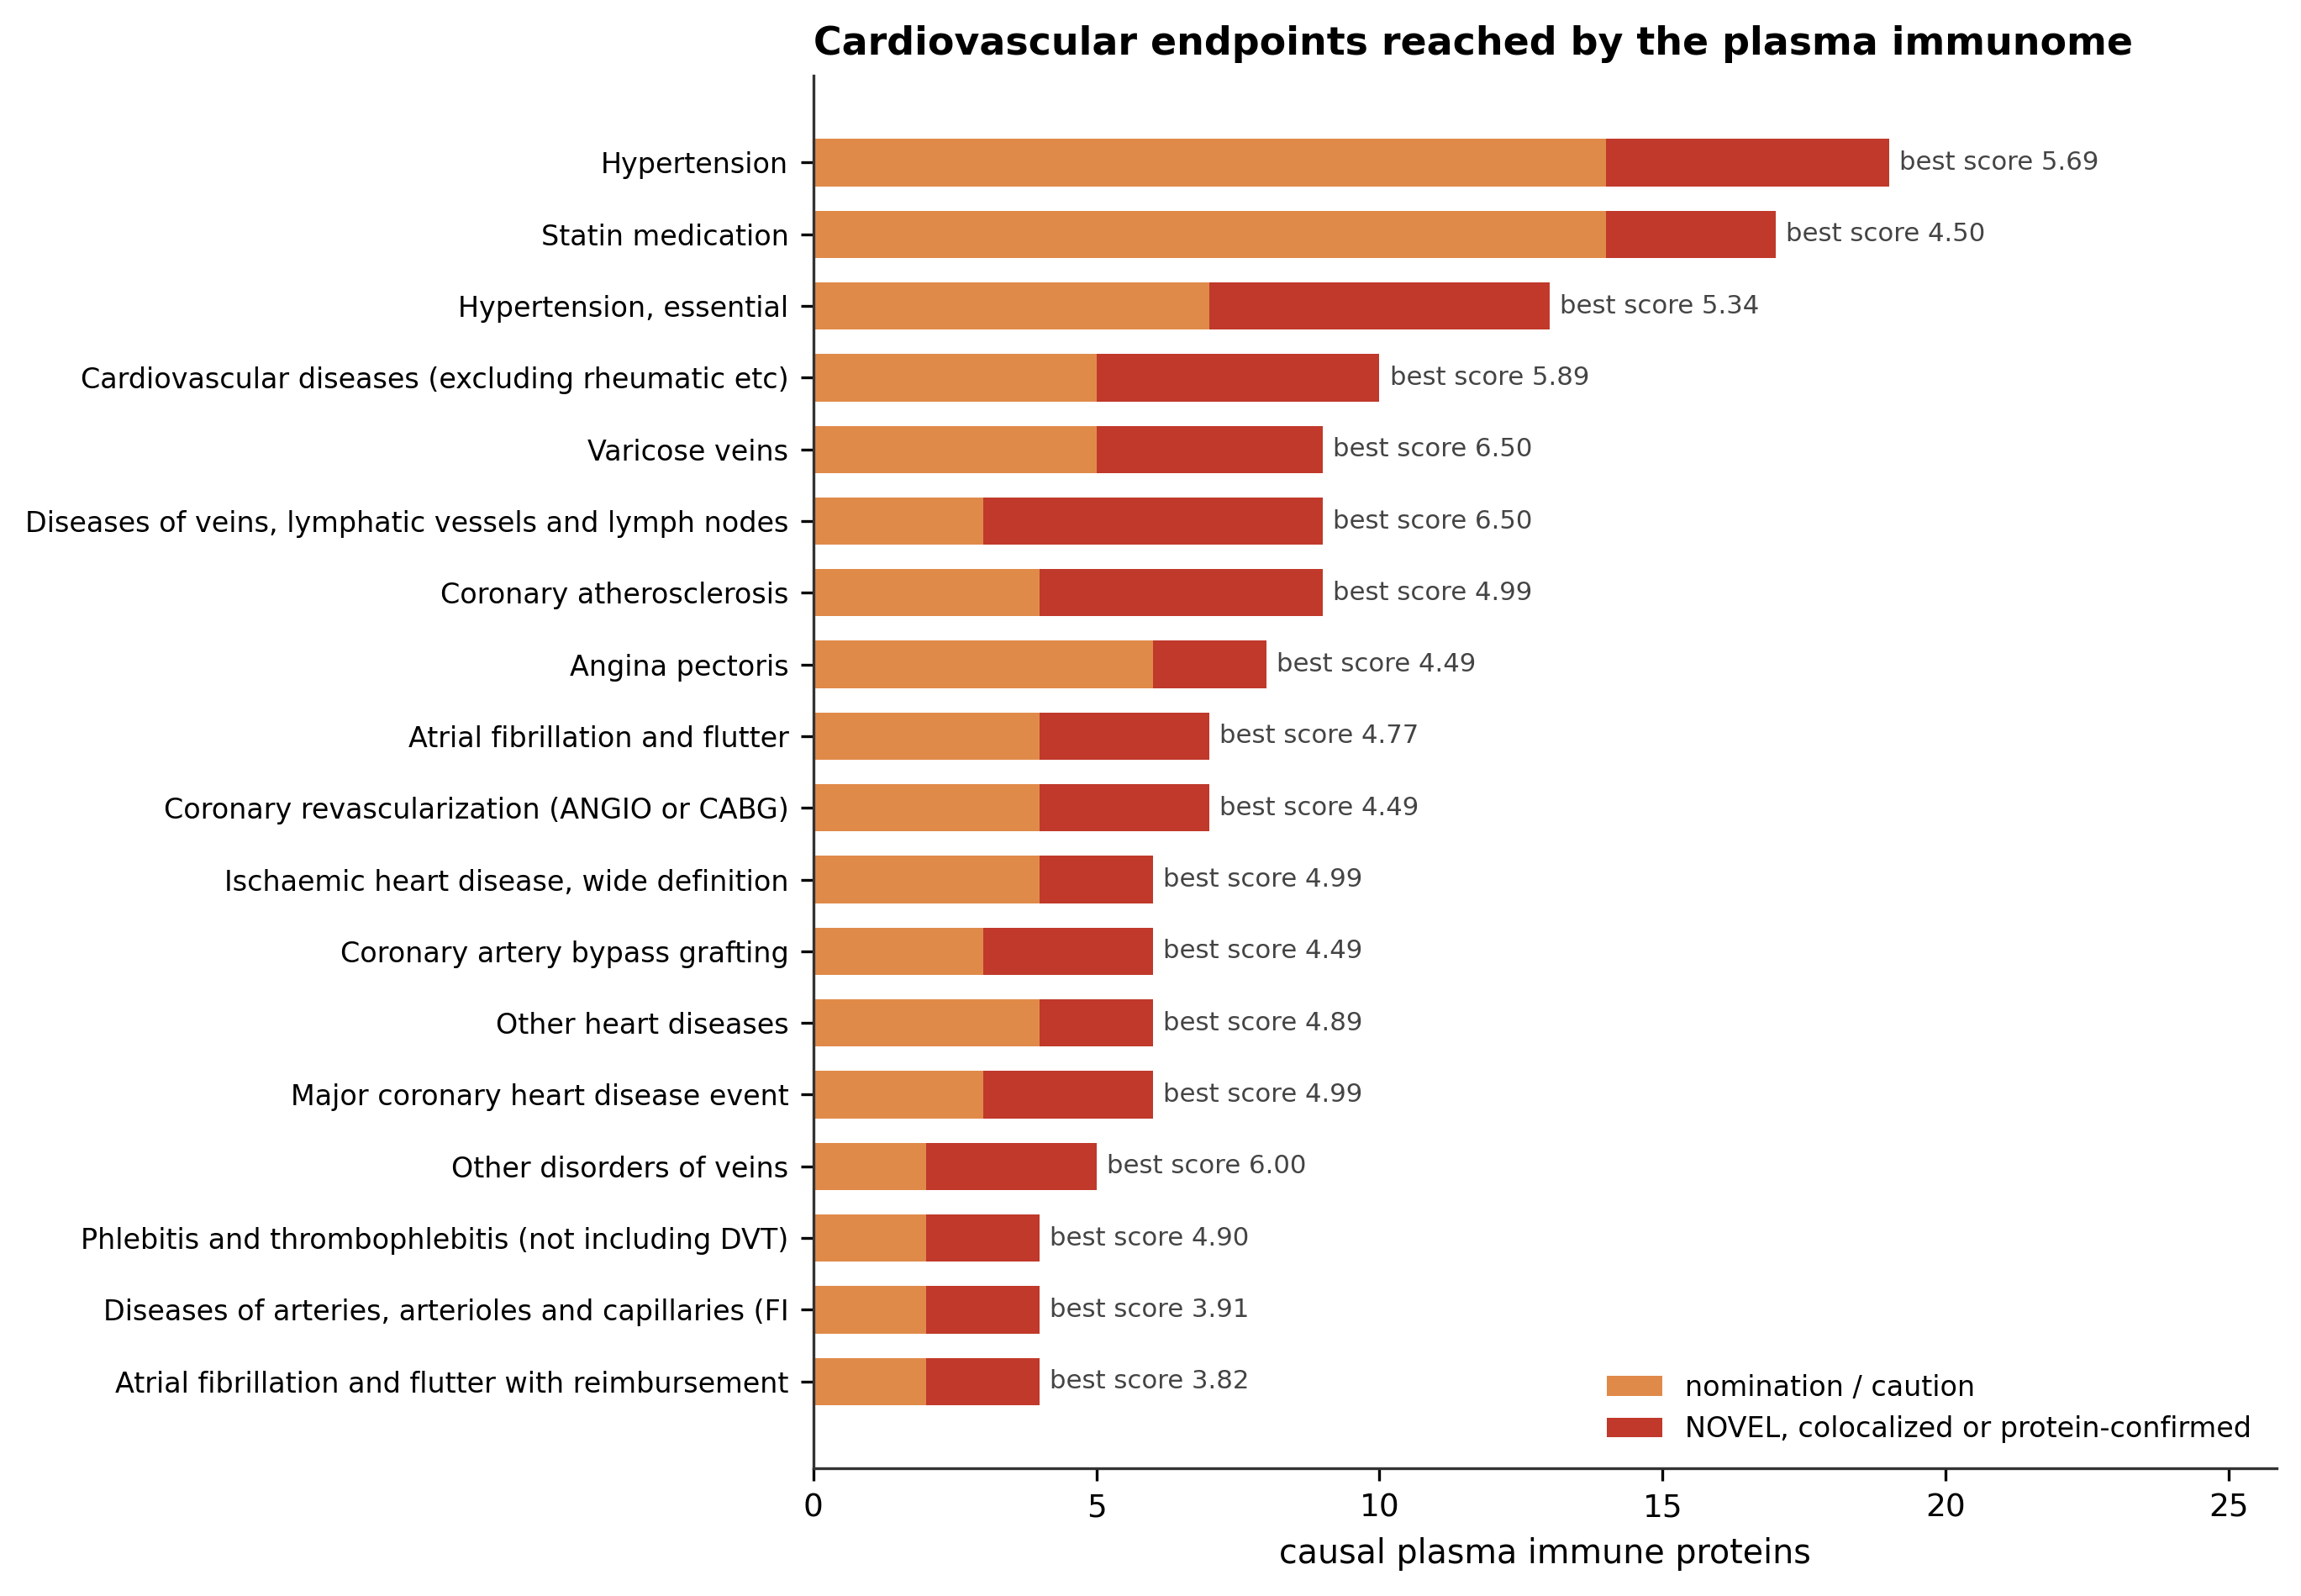 Cardiovascular endpoints reached by the plasma immunome
Hypertension
best score 5.69
Statin medication
best score 4.50
Hypertension, essential
best score 5.34
Cardiovascular diseases (excluding rheumatic etc)
best score 5.89
Varicose veins
best score 6.50
Diseases of veins, lymphatic vessels and lymph nodes
best score 6.50
Coronary atherosclerosis
best score 4.99
Angina pectoris
best score 4.49
Atrial fibrillation and flutter
best score 4.77
Coronary revascularization (ANGIO or CABG)
best score 4.49
Ischaemic heart disease, wide definition
best score 4.99
Coronary artery bypass grafting
best score 4.49
Other heart diseases
best score 4.89
Major coronary heart disease event
best score 4.99
Other disorders of veins
best score 6.00
Phlebitis and thrombophlebitis (not including DVT)
best score 4.90
Diseases of arteries, arterioles and capillaries (FI
best score 3.91
Atrial fibrillation and flutter with reimbursement
best score 3.82
nomination / caution
NOVEL, colocalized or protein-confirmed
0 5 10 15 20 25
causal plasma immune proteins